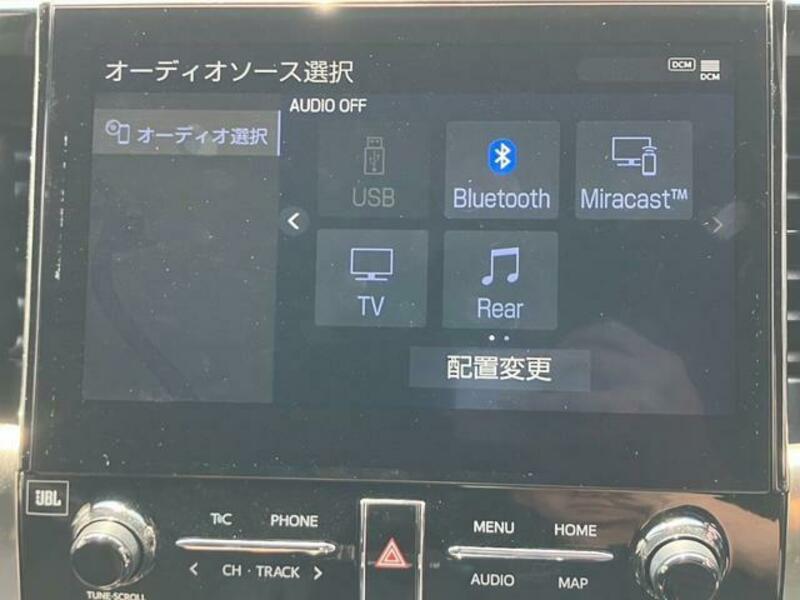 オーディオソース選択
DCM
DCM
AUDIO OFF
オーディオ選択
USB
Bluetooth
Miracast™
TV
Rear
配置変更
JBL
T&C
PHONE
MENU
HOME
CH · TRACK
AUDIO
MAP
TUNE·SCROLL